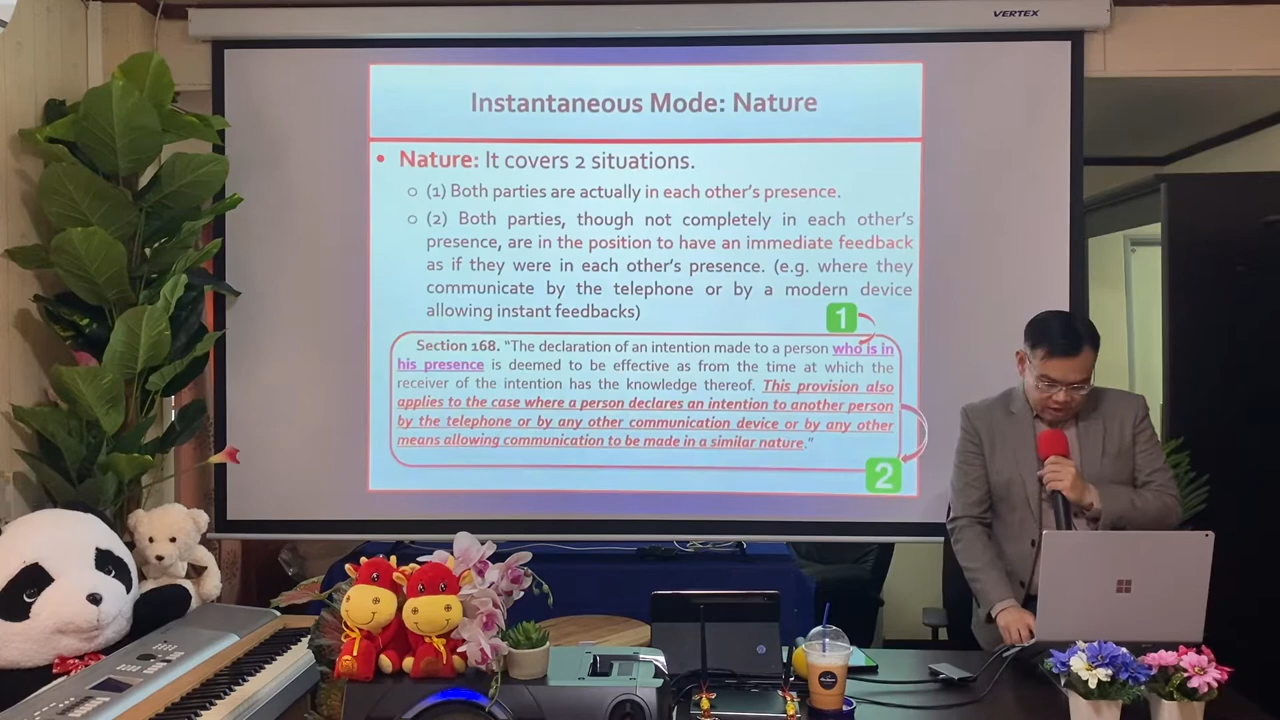 VERTEX
Instantaneous Mode: Nature
• Nature: It covers 2 situations.
o (1) Both parties are actually in each other's presence.
o (2) Both parties, though not completely in each other's
presence, are in the position to have an immediate feedback
as if they were in each other's presence. (e.g. where they
communicate by the telephone or by a modern device
allowing instant feedbacks)
1
Section 168. "The declaration of an intention made to a person who is in
his presence is deemed to be effective as from the time at which the
receiver of the intention has the knowledge thereof. This provision also
applies to the case where a person declares an intention to another person
by the telephone or by any other communication device or by any other
means allowing communication to be made in a similar nature."
2